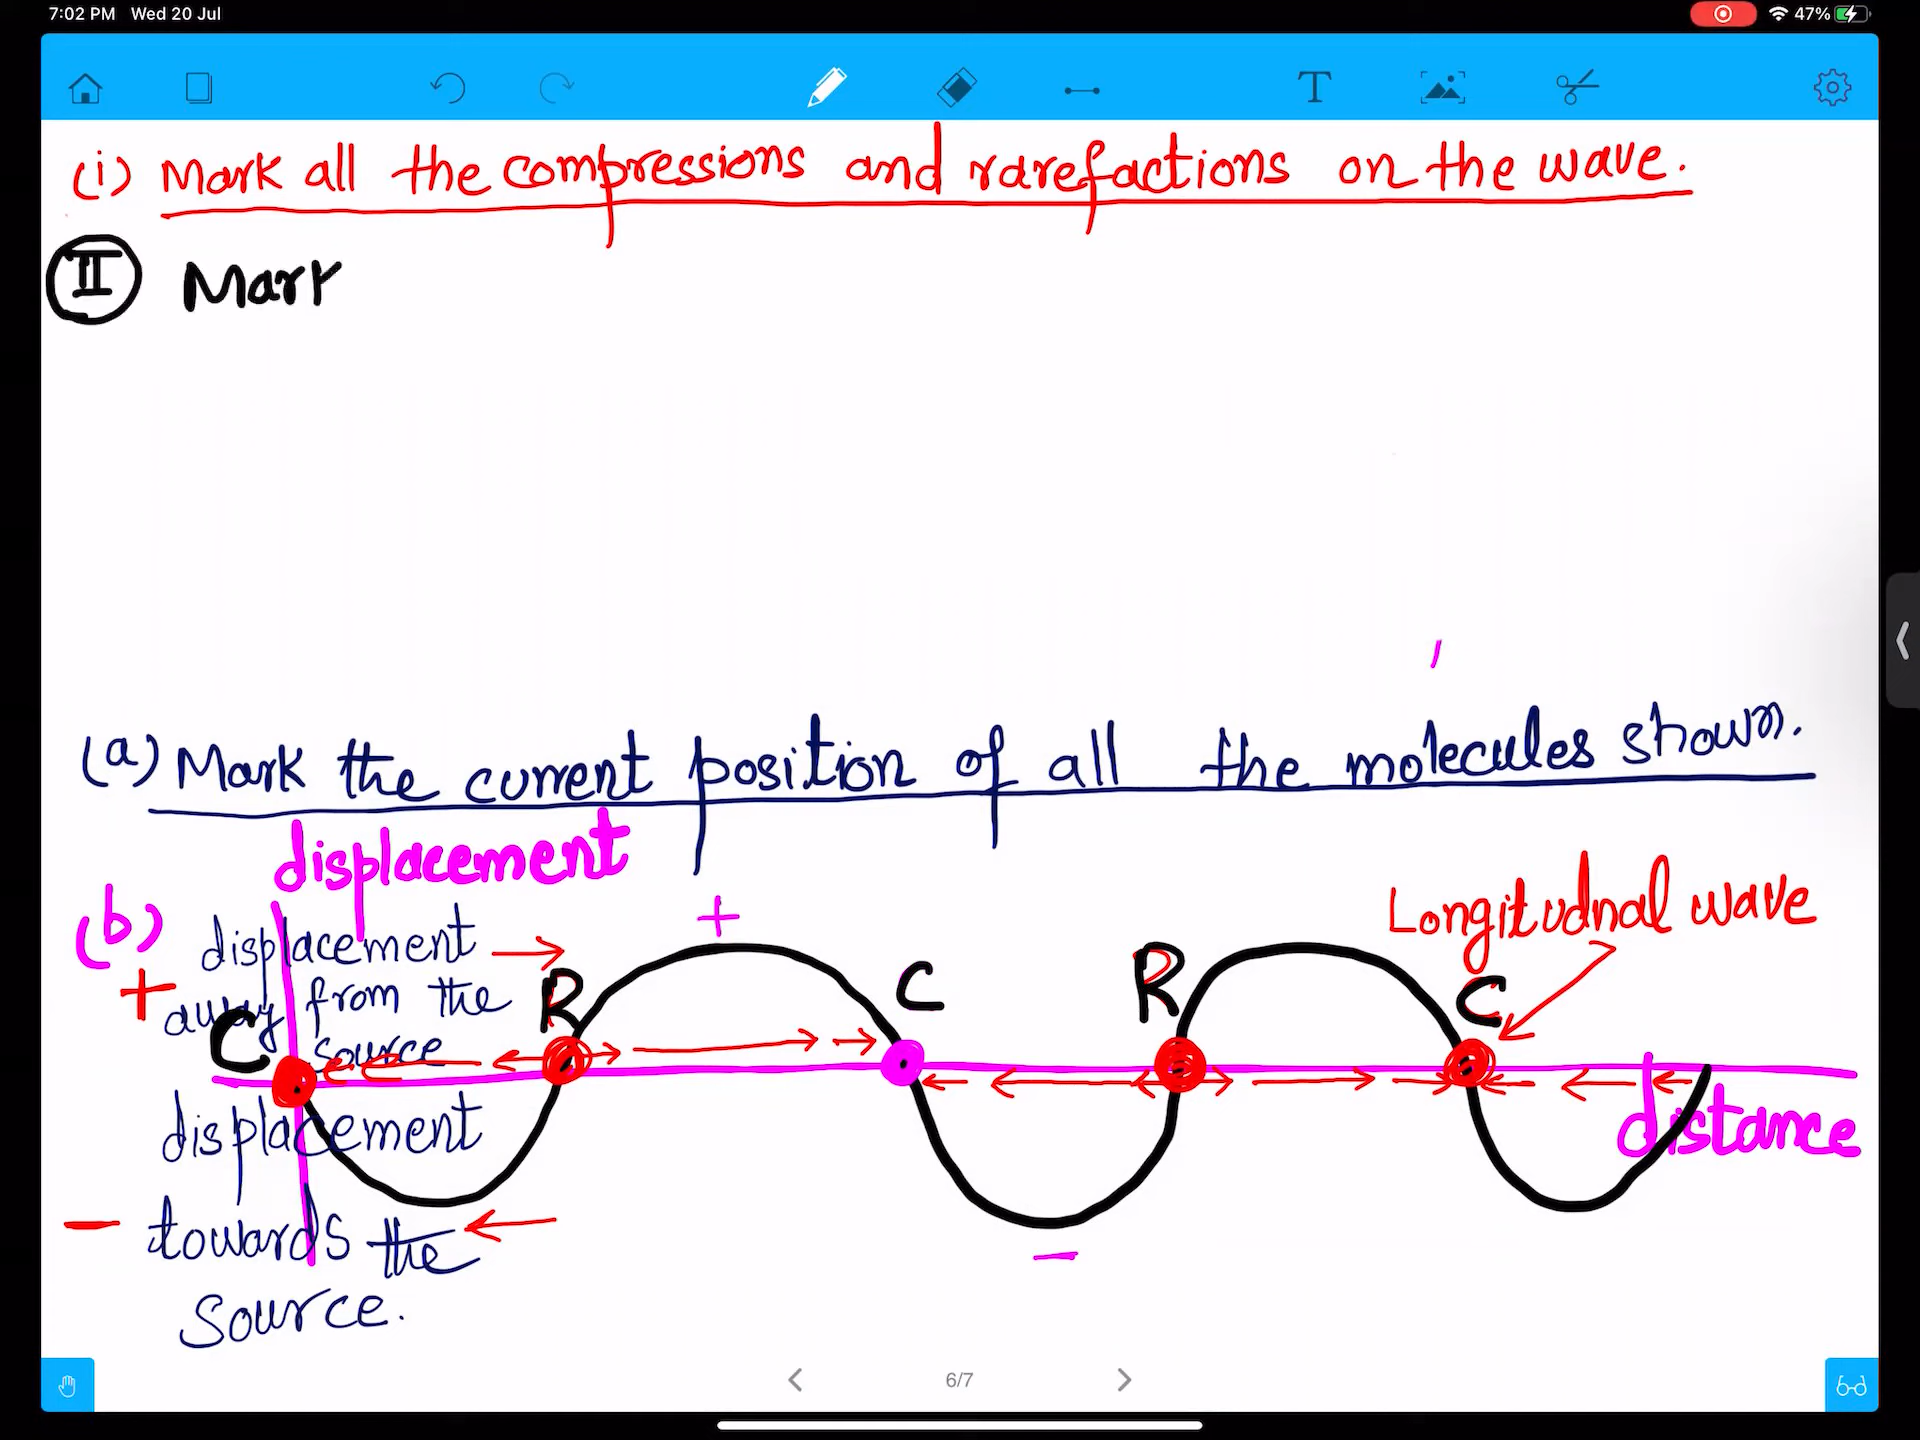 7:02 PM Wed 20 Jul
47%
T
(i) Mark all the compressions and rarefactions on the wave.
II Mark
(a) Mark the current position of all the molecules shown.
displacement
(b)
+ displacement
away from the
source
+
Longitudnal wave
C R C R C
displacement
distance
- towards the
source.
-
6/7